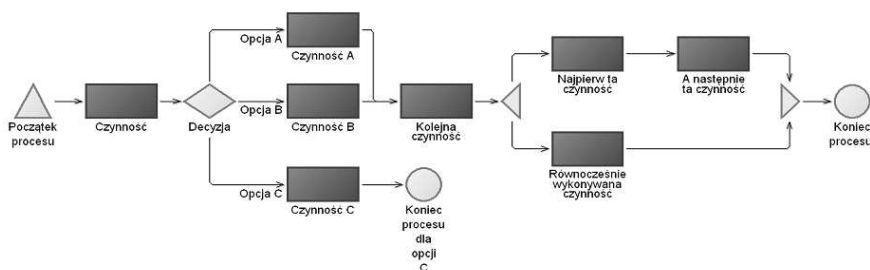 Opcja A
Czynność A
Najpierw ta
czynność
A następnie
ta czynność
Początek
procesu
Czynność
Decyzja
Opcja B
Czynność B
Kolejna
czynność
Koniec
procesu
Opcja C
Czynność C
Koniec
procesu
dla
opcji
C
Równocześnie
wykonywana
czynność